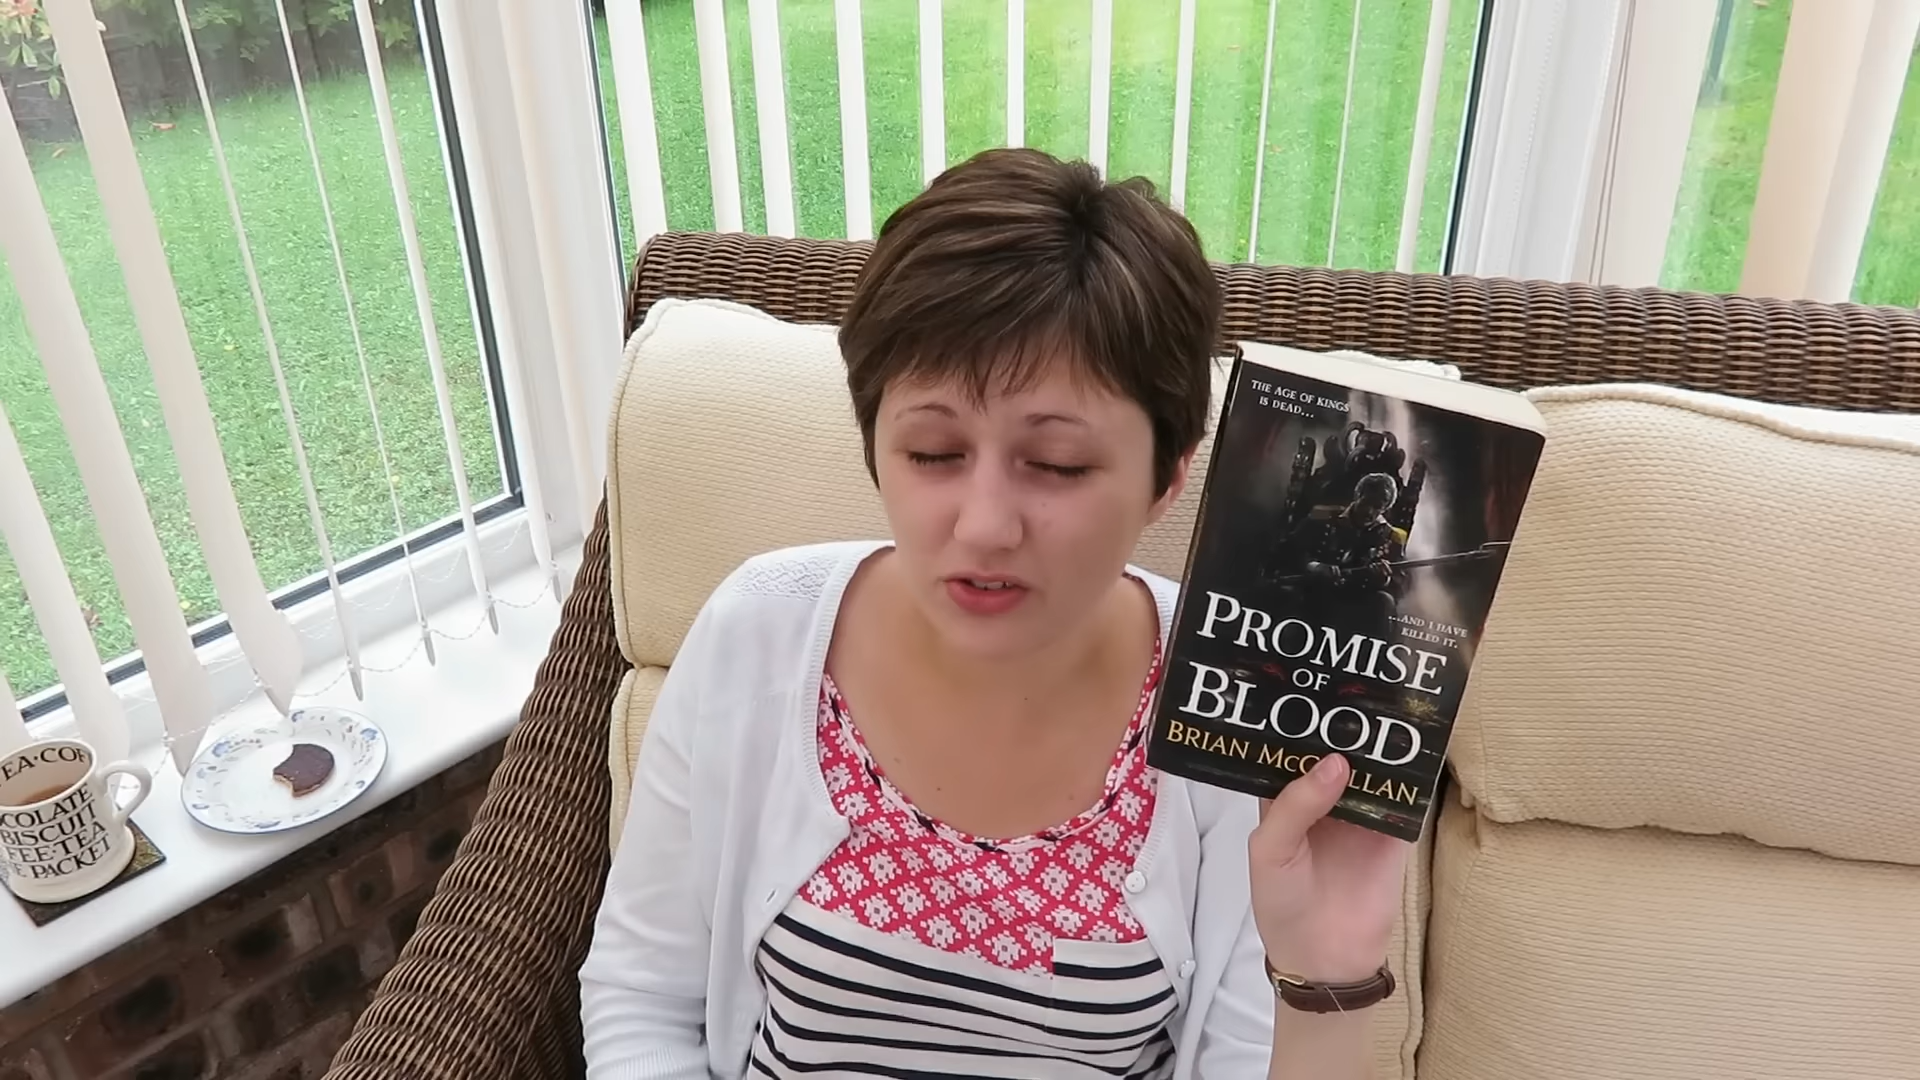 THE AGE OF KINGS
IS DEAD...
...AND I HAVE
KILLED IT.
PROMISE
OF
BLOOD
BRIAN MCC LLAN
EA·COF
COLATE
BISCUIT
FEE·TEA
PACKET